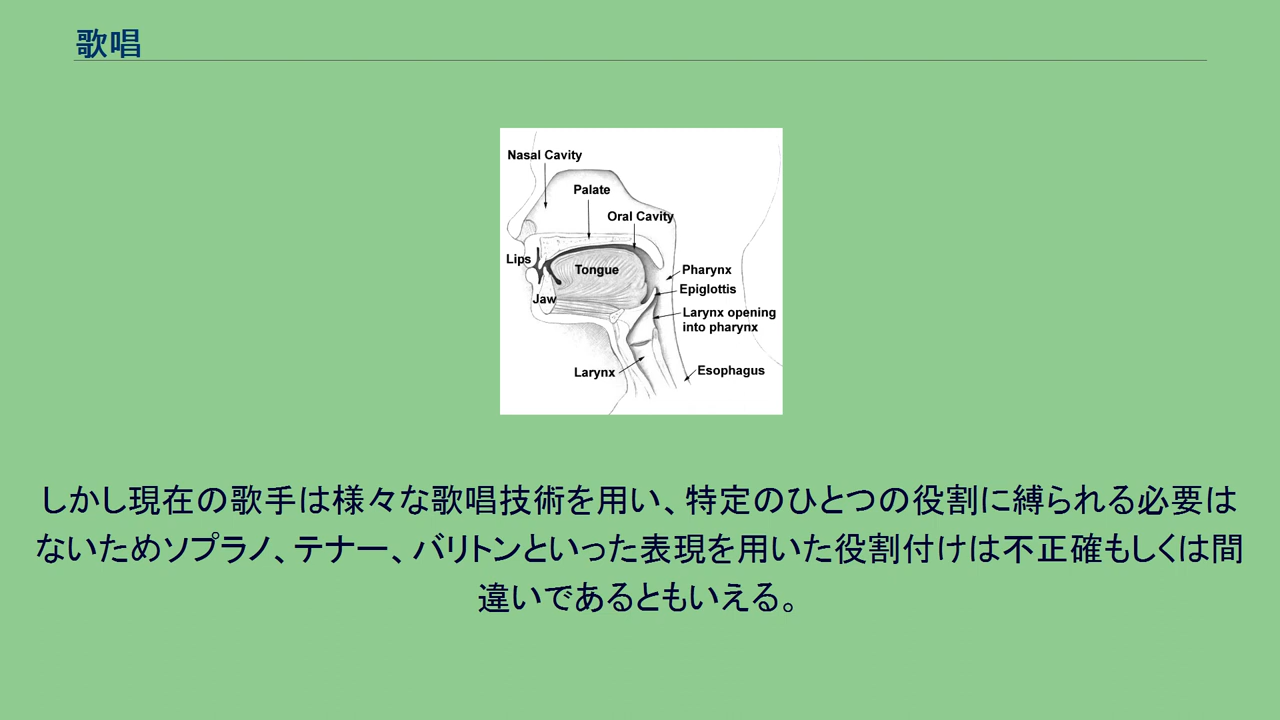 歌唱
Nasal Cavity
Palate
Oral Cavity
Lips
Tongue
Pharynx
Epiglottis
Jaw
Larynx opening
into pharynx
Larynx
Esophagus
しかし現在の歌手は様々な歌唱技術を用い、特定のひとつの役割に縛られる必要は
ないためソプラノ、テナー、バリトンといった表現を用いた役割付けは不正確もしくは間
違いであるともいえる。